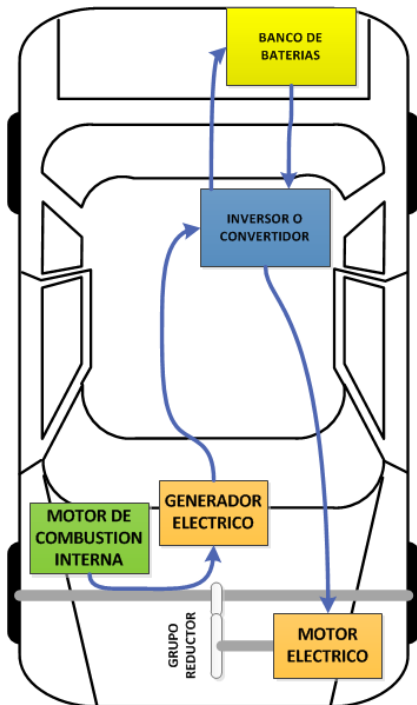 BANCO DE
BATERIAS
INVERSOR O
CONVERTIDOR
GENERADOR
ELECTRICO
MOTOR DE
COMBUSTION
INTERNA
GRUPO
REDUCTOR
MOTOR
ELECTRICO